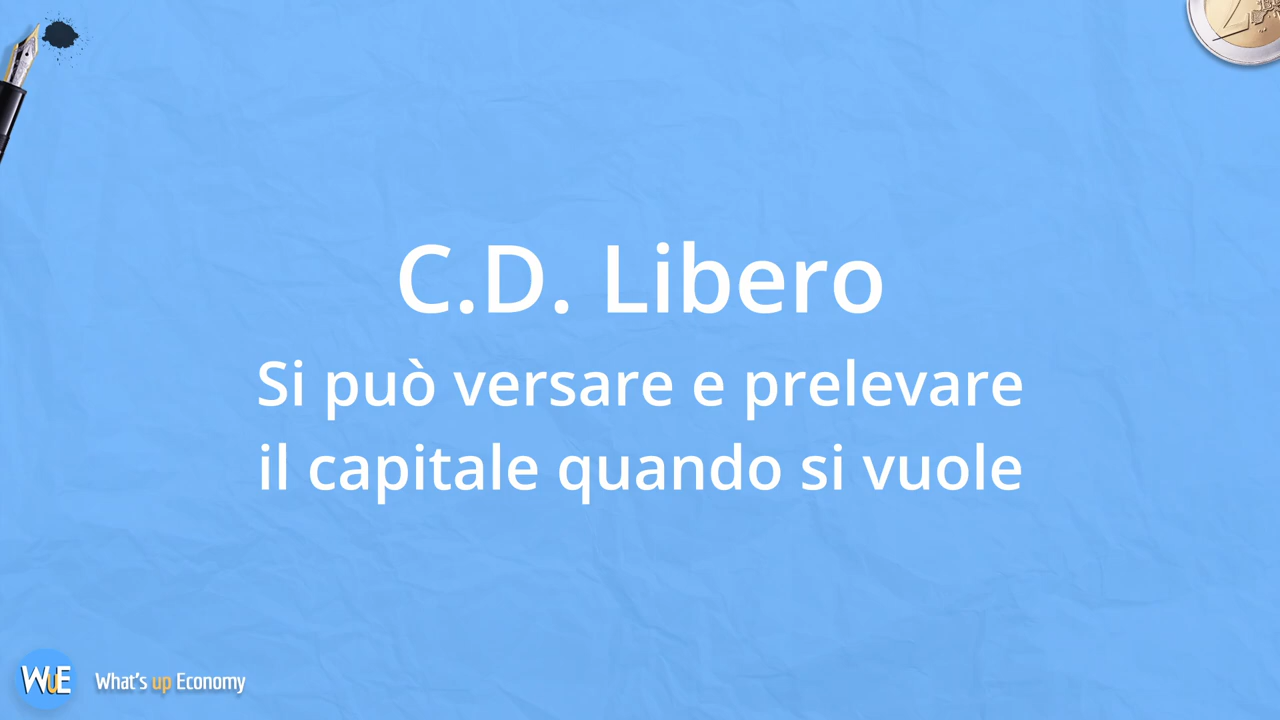 C.D. Libero
Si può versare e prelevare
il capitale quando si vuole
WuE What's up Economy